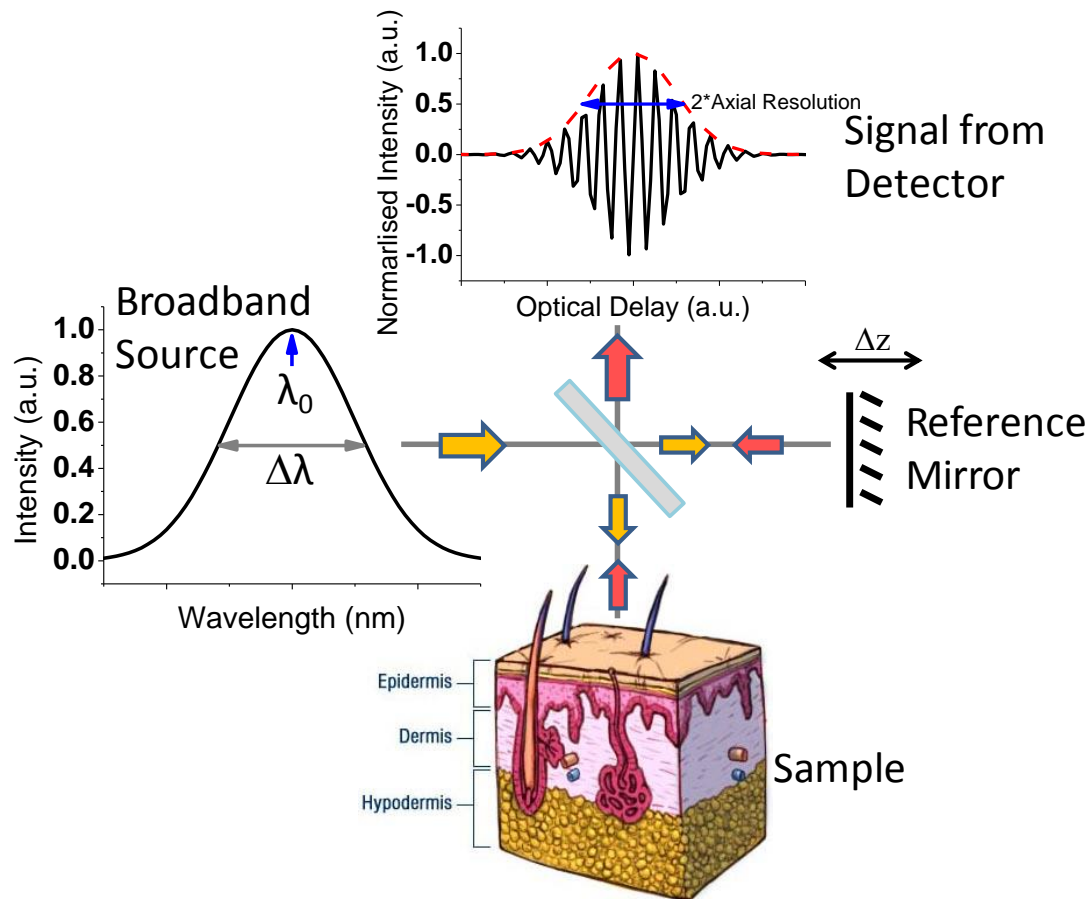 Normarlised Intensity (a.u.)
1.0
0.5
0.0
-0.5
-1.0
2*Axial Resolution
Optical Delay (a.u.)
Signal from
Detector
Broadband
Source
Intensity (a.u.)
1.0
0.8
0.6
0.4
0.2
0.0
λ0
Δλ
Wavelength (nm)
Δz
Reference
Mirror
Epidermis
Dermis
Hypodermis
Sample